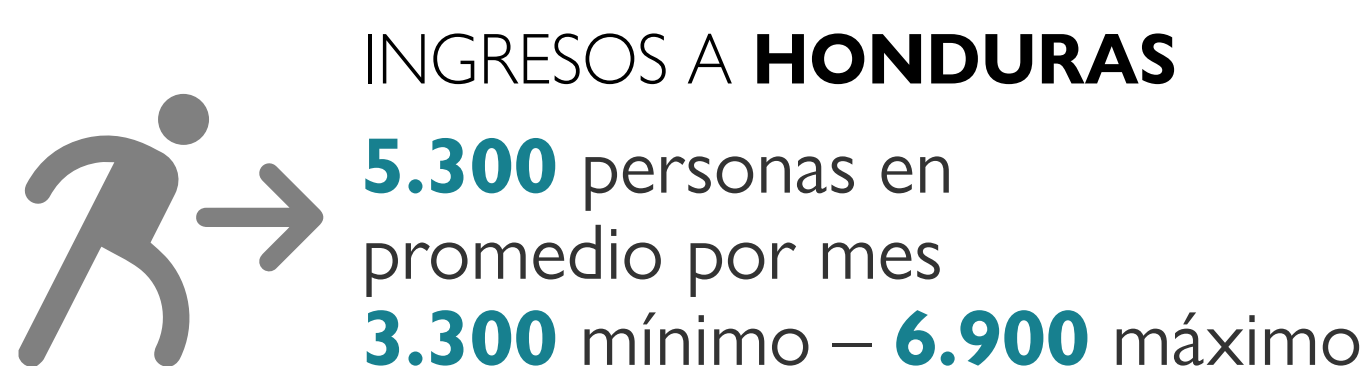 INGRESOS A HONDURAS
5.300 personas en
promedio por mes
3.300 mínimo – 6.900 máximo